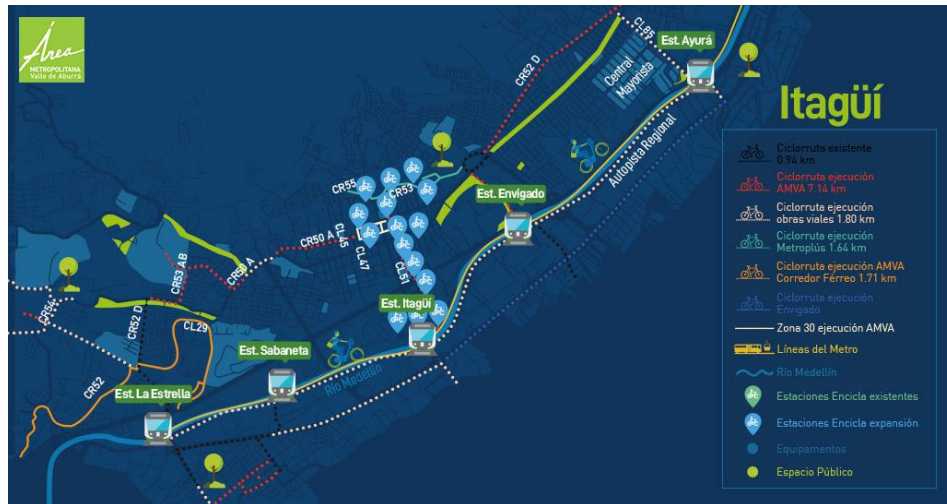 Área
METROPOLITANA
Valle de Aburrá
CL85
Est. Ayurá
CR52 D
Central
Mayorista
Itagüí
Autopista Regional
CR55
CR53
Est. Envigado
CR50 A
CL45
CL47
CR50 A
CR53 AB
CL51
Est. Itagüí
CR54
CR52 D
CL29
Est. Sabaneta
Río Medellín
CR52
Est. La Estrella
Ciclorruta existente
0.94 km
Ciclorruta ejecución
AMVA 7.14 km
Ciclorruta ejecución
obras viales 1.80 km
Ciclorruta ejecución
Metroplús 1.64 km
Ciclorruta ejecución AMVA
Corredor Férreo 1.71 km
Ciclorruta ejecución
Envigado
Zona 30 ejecución AMVA
Líneas del Metro
Río Medellín
Estaciones Encicla existentes
Estaciones Encicla expansión
Equipamentos
Espacio Público